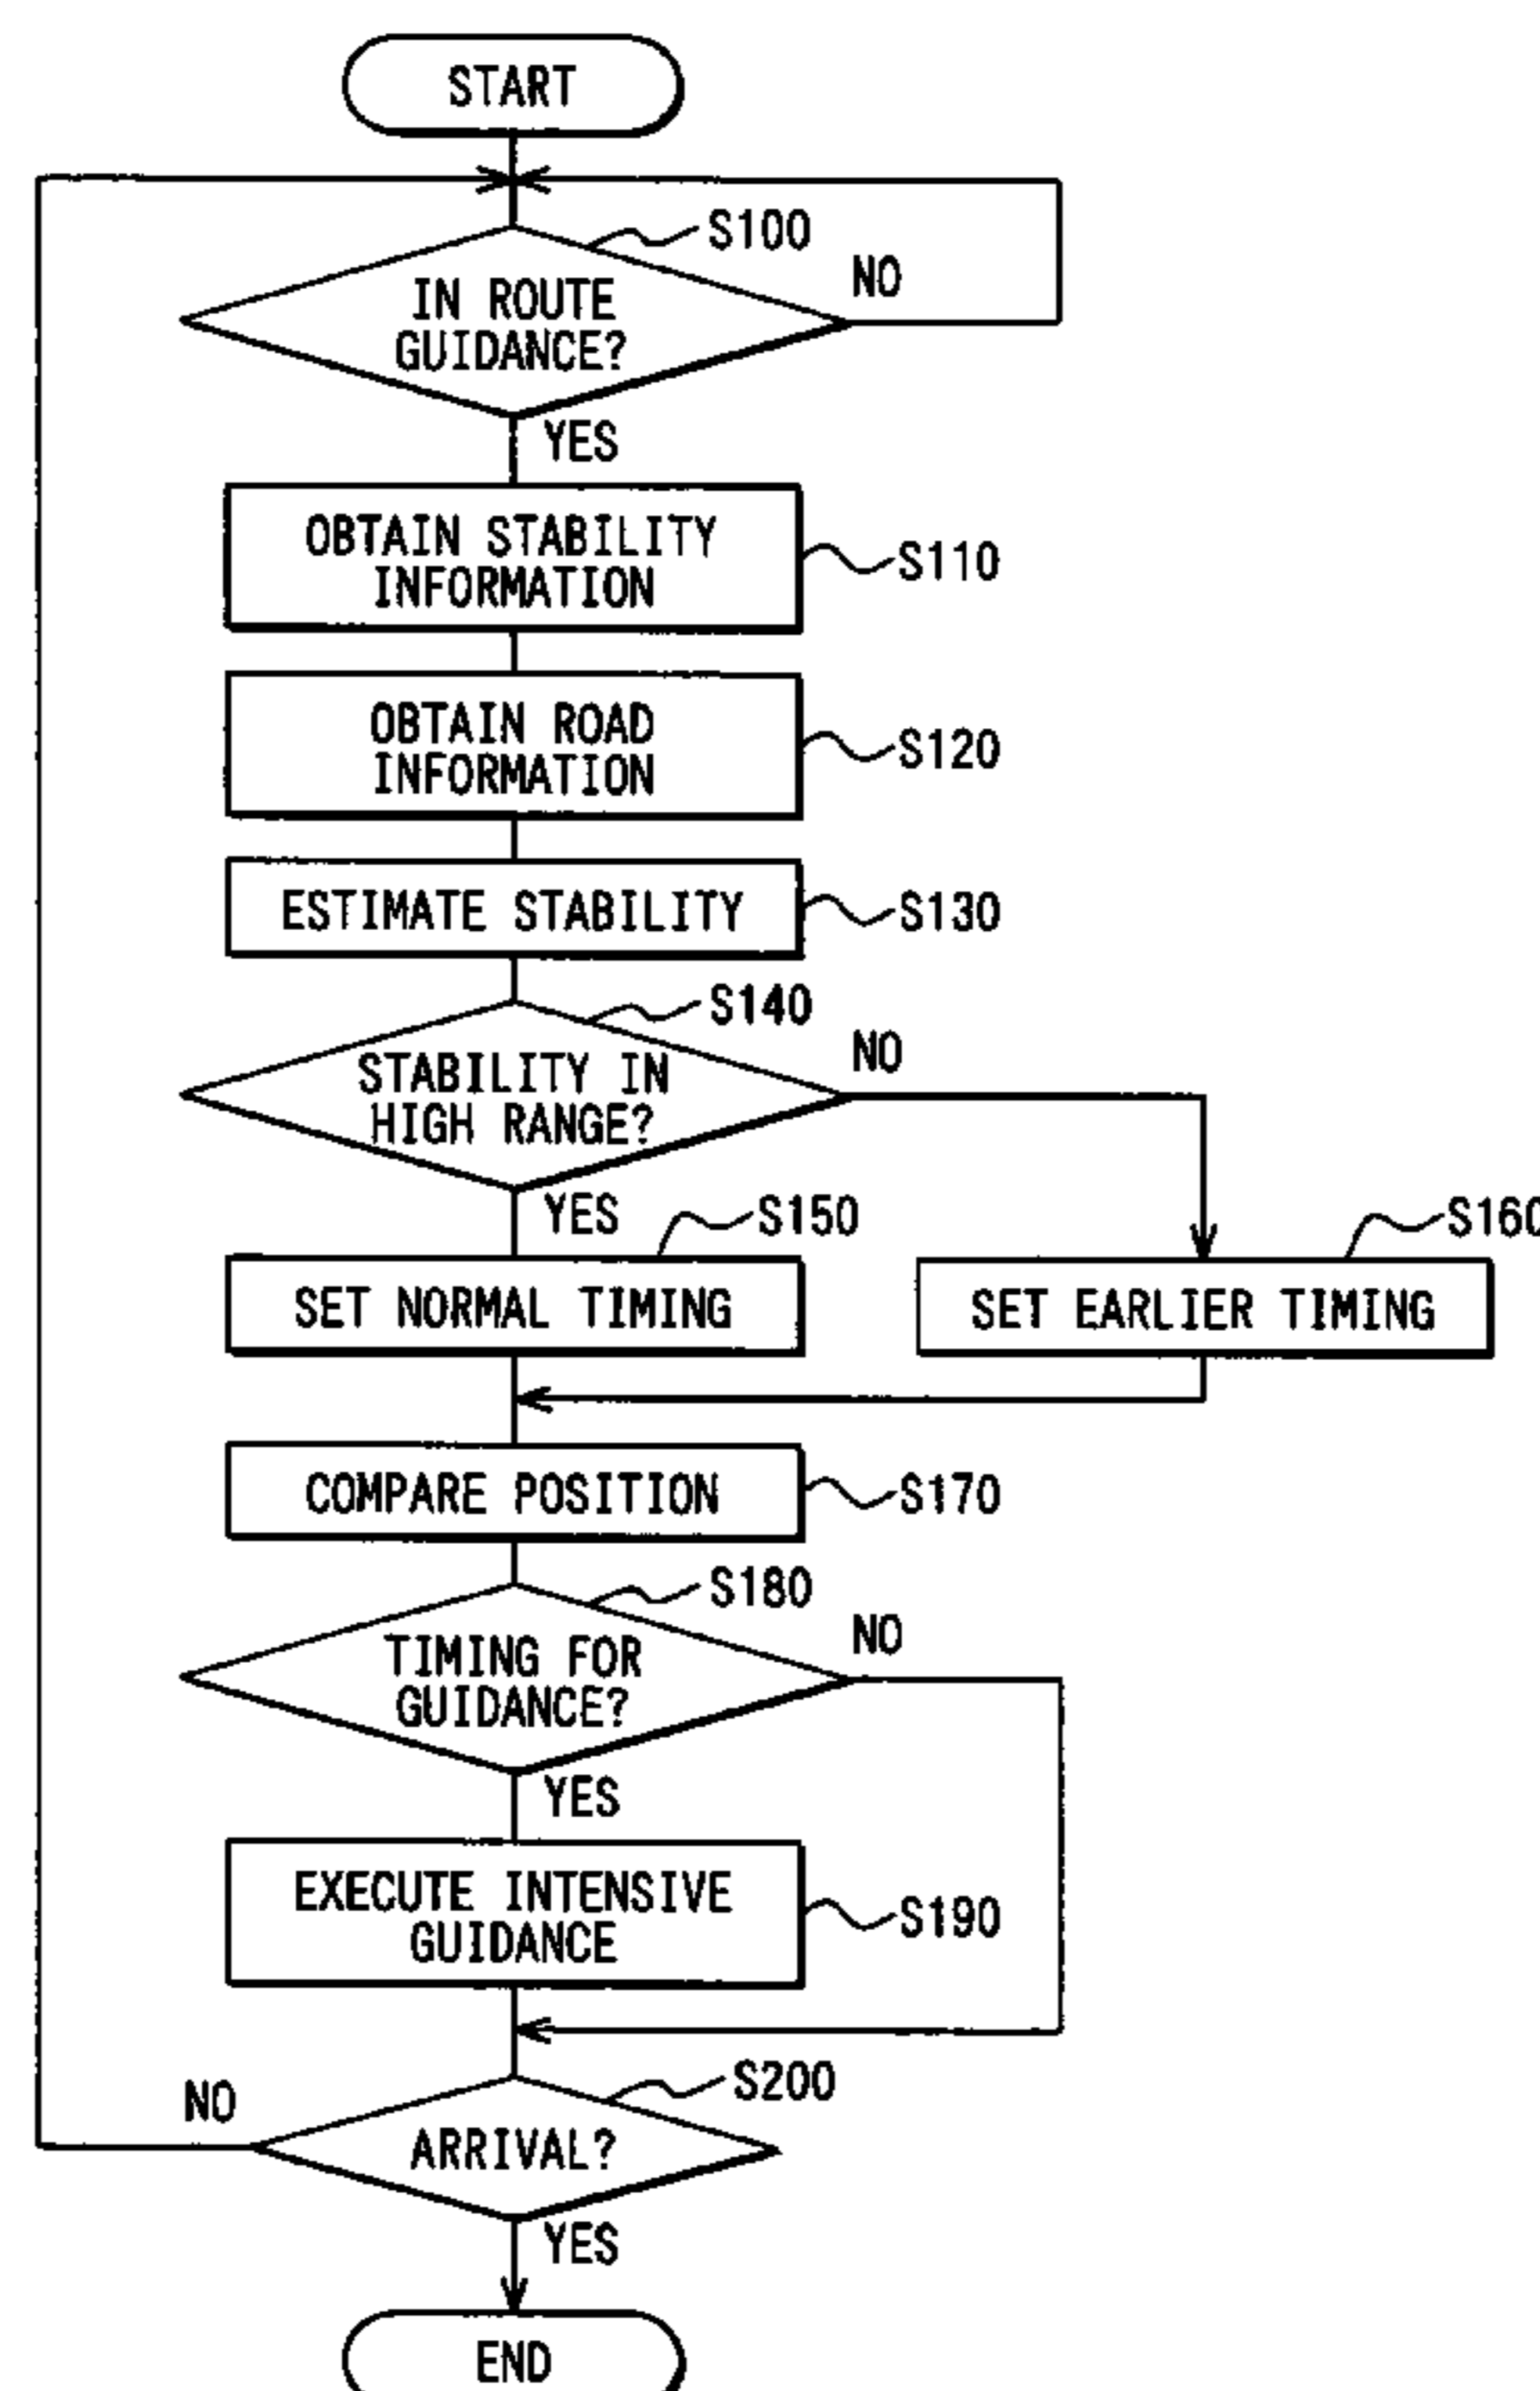 START
S100
NO
IN ROUTE
GUIDANCE?
YES
OBTAIN STABILITY
INFORMATION
S110
OBTAIN ROAD
INFORMATION
S120
ESTIMATE STABILITY
S130
S140
NO
STABILITY IN
HIGH RANGE?
YES
S150
S160
SET NORMAL TIMING
SET EARLIER TIMING
COMPARE POSITION
S170
S180
NO
TIMING FOR
GUIDANCE?
YES
EXECUTE INTENSIVE
GUIDANCE
S190
S200
NO
ARRIVAL?
YES
END